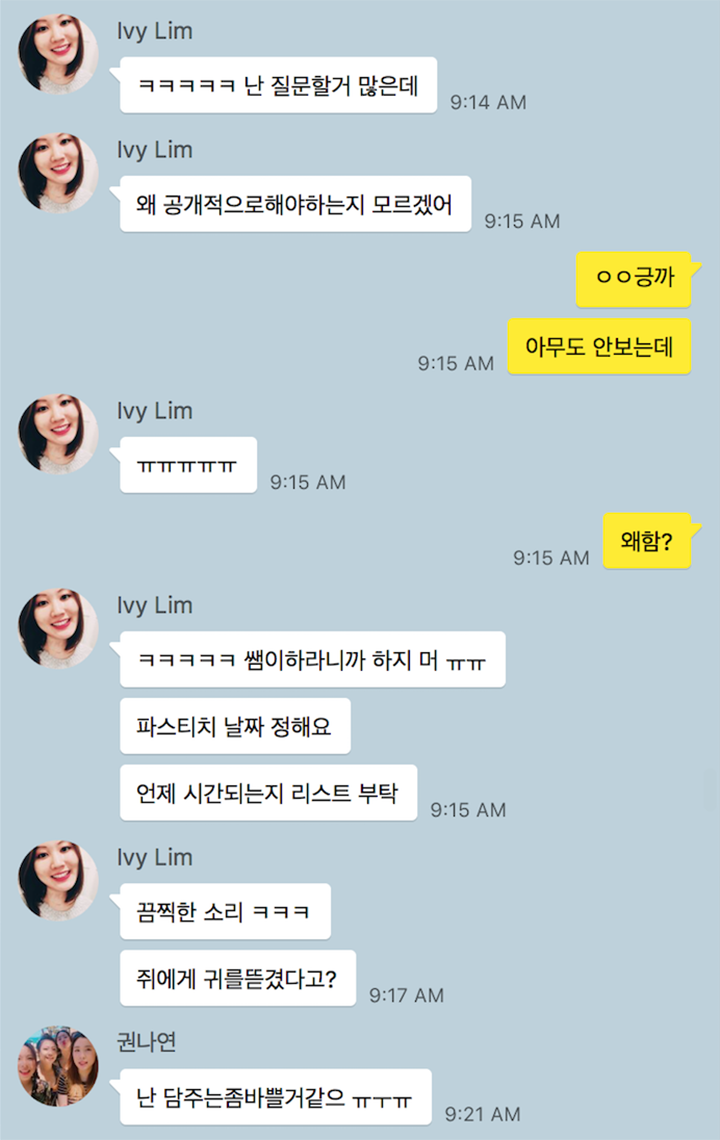 Ivy Lim
ㅋㅋㅋㅋㅋ 난 질문할거 많은데
9:14 AM
Ivy Lim
왜 공개적으로해야하는지 모르겠어
9:15 AM
ㅇㅇ긍까
아무도 안보는데
9:15 AM
Ivy Lim
ㅠㅠㅠㅠㅠ
9:15 AM
왜함?
9:15 AM
Ivy Lim
ㅋㅋㅋㅋㅋ 쌤이하라니까 하지 머 ㅠㅠ
파스티치 날짜 정해요
언제 시간되는지 리스트 부탁
9:15 AM
Ivy Lim
끔찍한 소리 ㅋㅋㅋ
쥐에게 귀를뜯겼다고?
9:17 AM
권나연
난 담주는좀바쁠거같으 ㅠㅜㅠ
9:21 AM